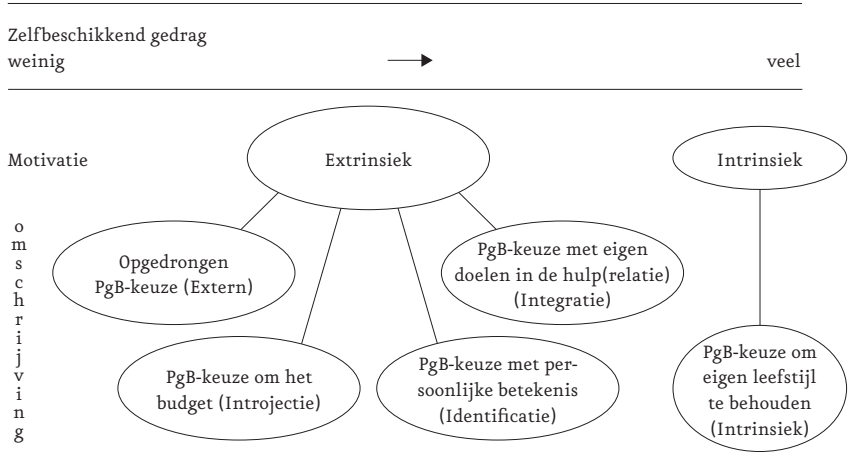 Zelfbeschikkend gedrag
weinig veel
Motivatie Extrinsiek Intrinsiek
omschrijving
Opgedrongen
PgB-keuze (Extern)
PgB-keuze om het
budget (Introjectie)
PgB-keuze met per-
soonlijke betekenis
(Identificatie)
PgB-keuze met eigen
doelen in de hulp(relatie)
(Integratie)
PgB-keuze om
eigen leefstijl
te behouden
(Intrinsiek)